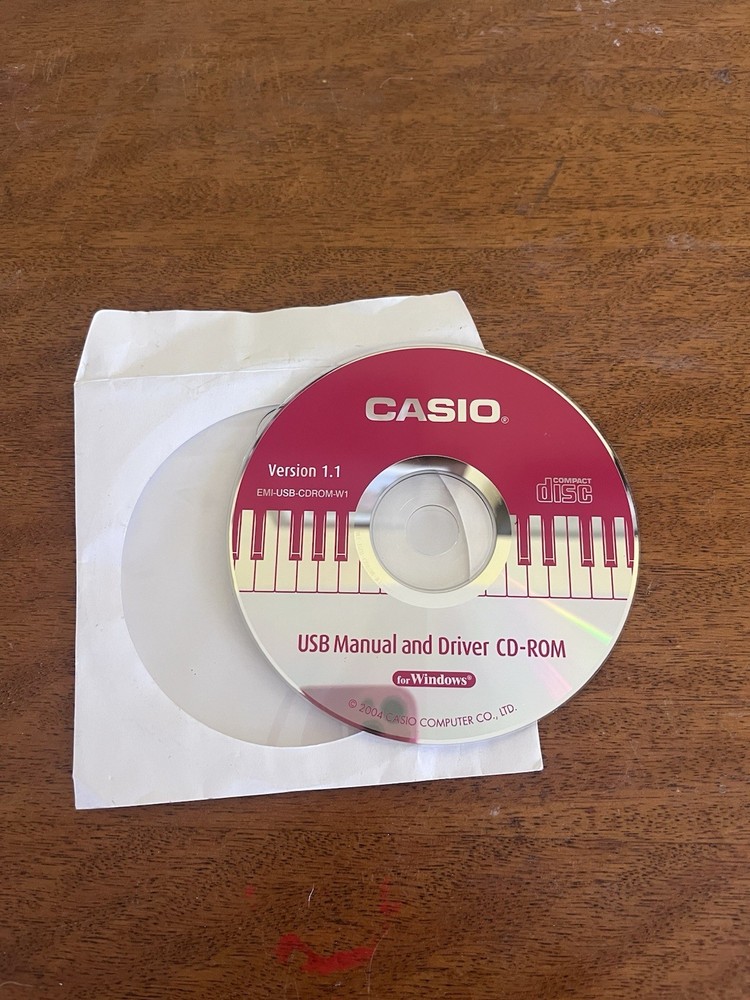 CASIO®
Version 1.1
EMI-USB-CDROM-W1
COMPACT
disc
USB Manual and Driver CD-ROM
for Windows®
© 2004 CASIO COMPUTER CO., LTD.